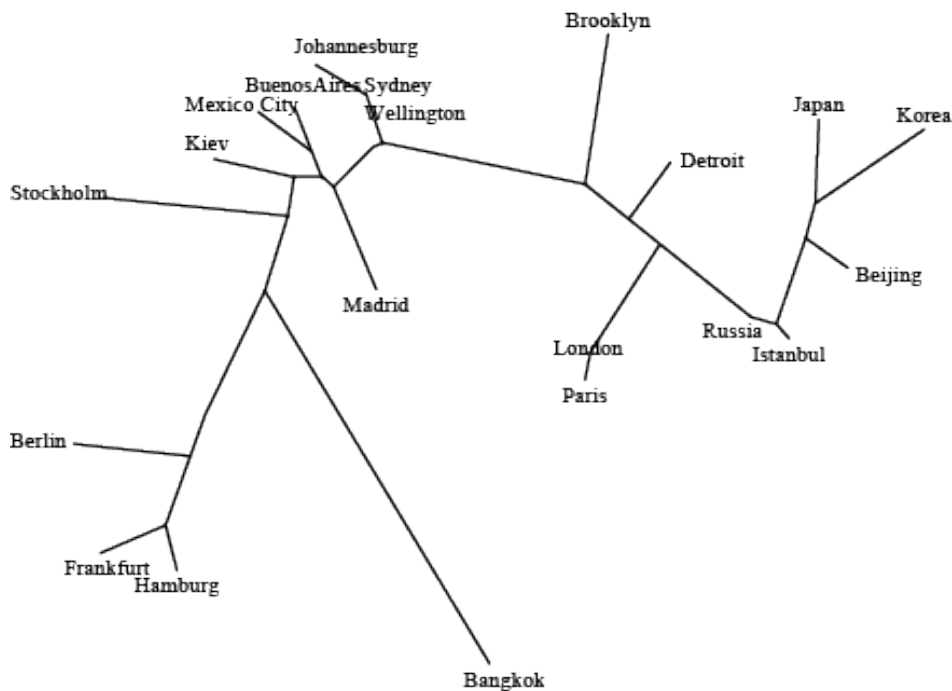 Brooklyn
Johannesburg
BuenosAires Sydney
Mexico City
Wellington
Japan
Korea
Kiev
Detroit
Stockholm
Beijing
Madrid
Russia
London
Istanbul
Paris
Berlin
Frankfurt
Hamburg
Bangkok